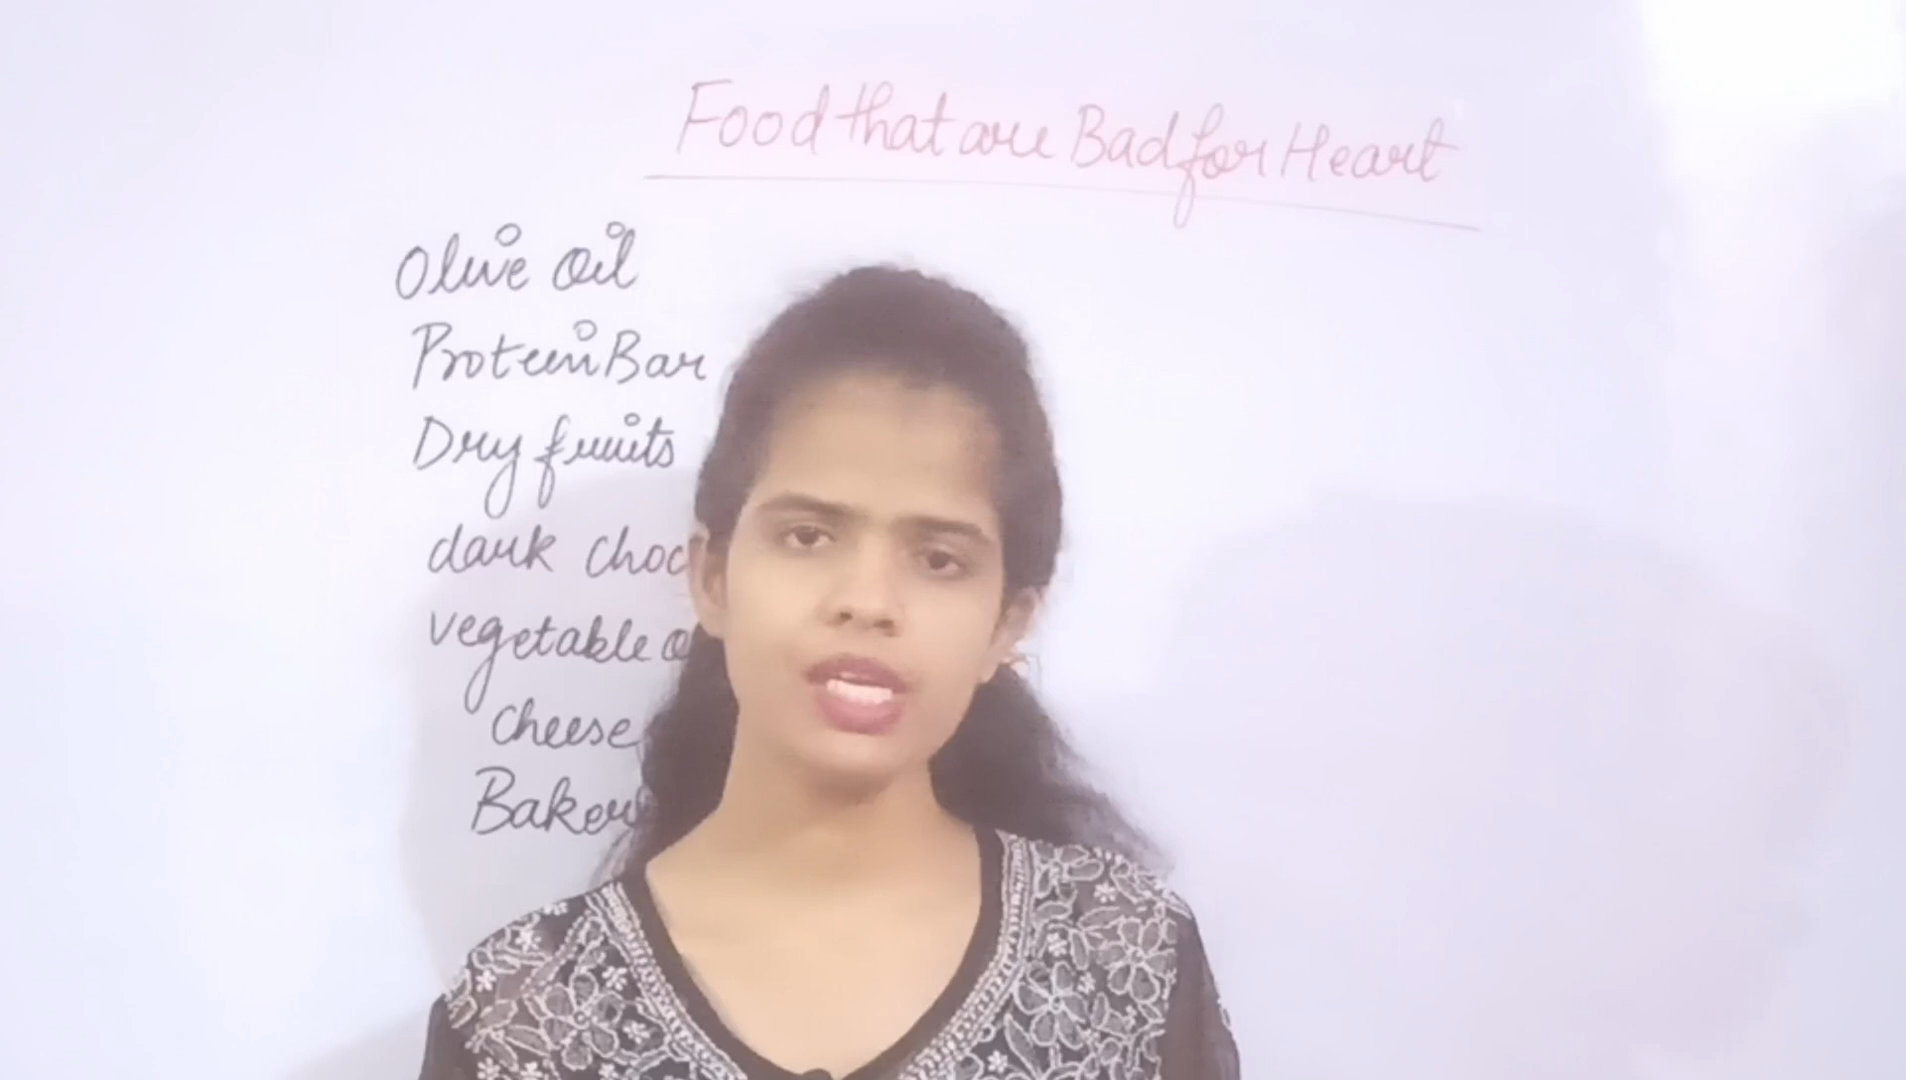 Food that are Bad for Heart
Olive Oil
Protein Bar
Dry fruits
dark choc
vegetable o
cheese
Baker